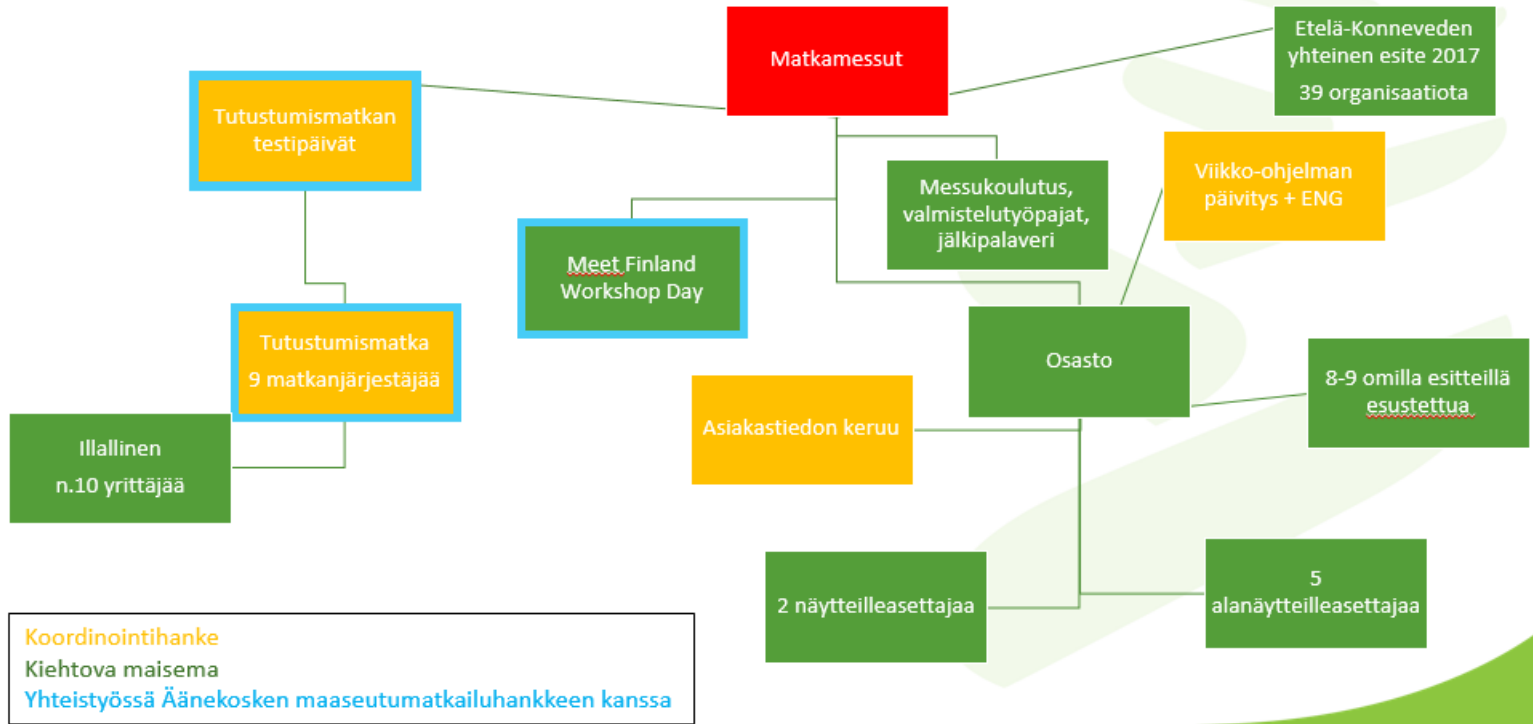 Matkamessut
Etelä-Konneveden
yhteinen esite 2017
39 organisaatiota
Tutustumismatkan
testipäivät
Viikko-ohjelman
päivitys + ENG
Messukoulutus,
valmistelutyöpajat,
jälkipalaveri
Meet Finland
Workshop Day
Tutustumismatka
9 matkanjärjestäjää
Osasto
8-9 omilla esitteillä
esustettua
Asiakastiedon keruu
Illallinen
n.10 yrittäjää
2 näytteilleasettajaa
5
alanäytteilleasettajaa
Koordinointihanke
Kiehtova maisema
Yhteistyössä Äänekosken maaseutumatkailuhankkeen kanssa